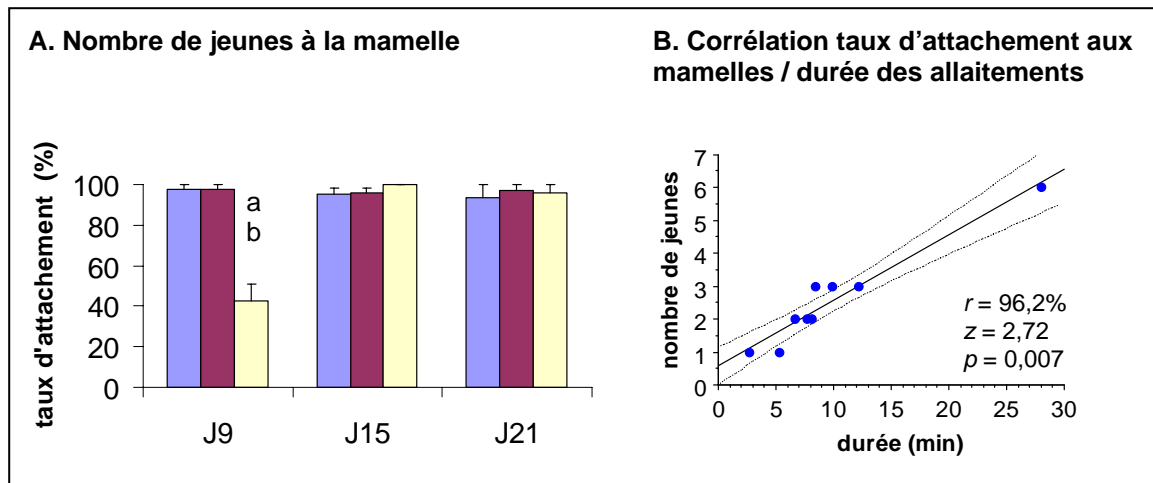 A. Nombre de jeunes à la mamelle
taux d'attachement (%)
100
80
60
40
20
0
a
b
J9
J15
J21
B. Corrélation taux d’attachement aux
mamelles / durée des allaitements
nombre de jeunes
7
6
5
4
3
2
1
0
r = 96,2%
z = 2,72
p = 0,007
0
5
10
15
20
25
30
durée (min)